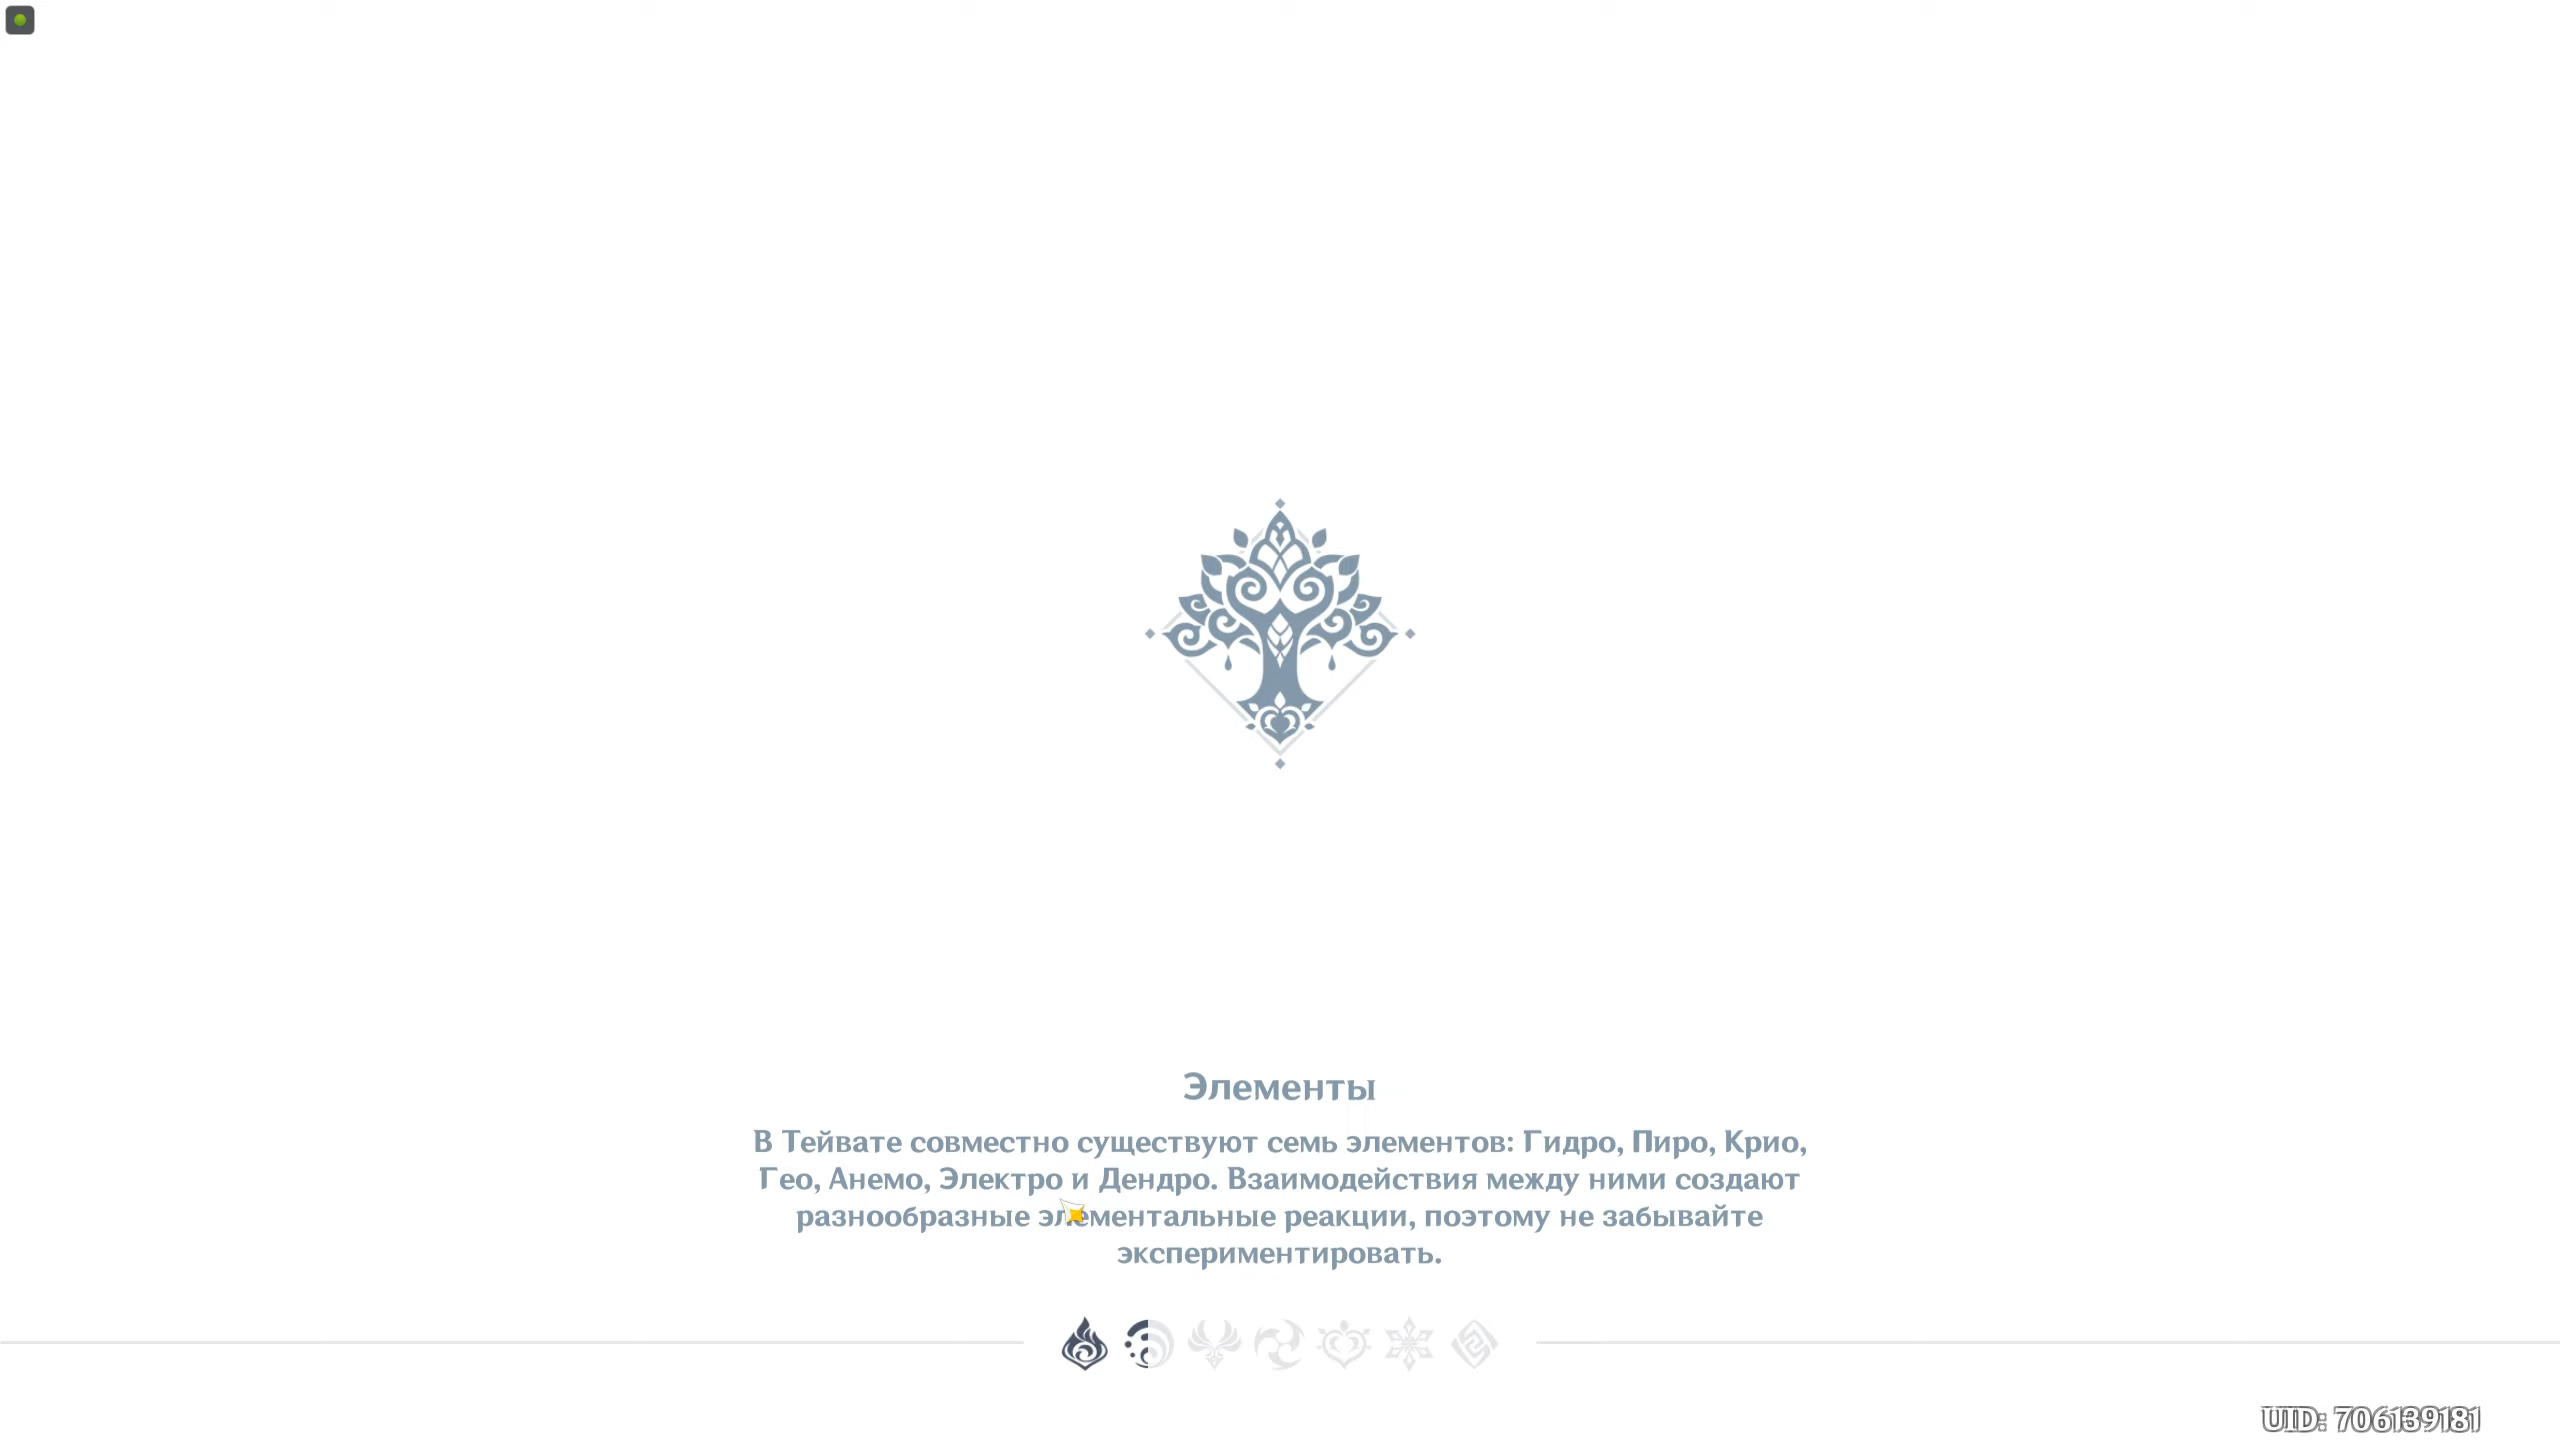 Элементы
В Тейвате совместно существуют семь элементов: Гидро, Пиро, Крио,
Гео, Анемо, Электро и Дендро. Взаимодействия между ними создают
разнообразные элементальные реакции, поэтому не забывайте
экспериментировать.
UID: 706139181